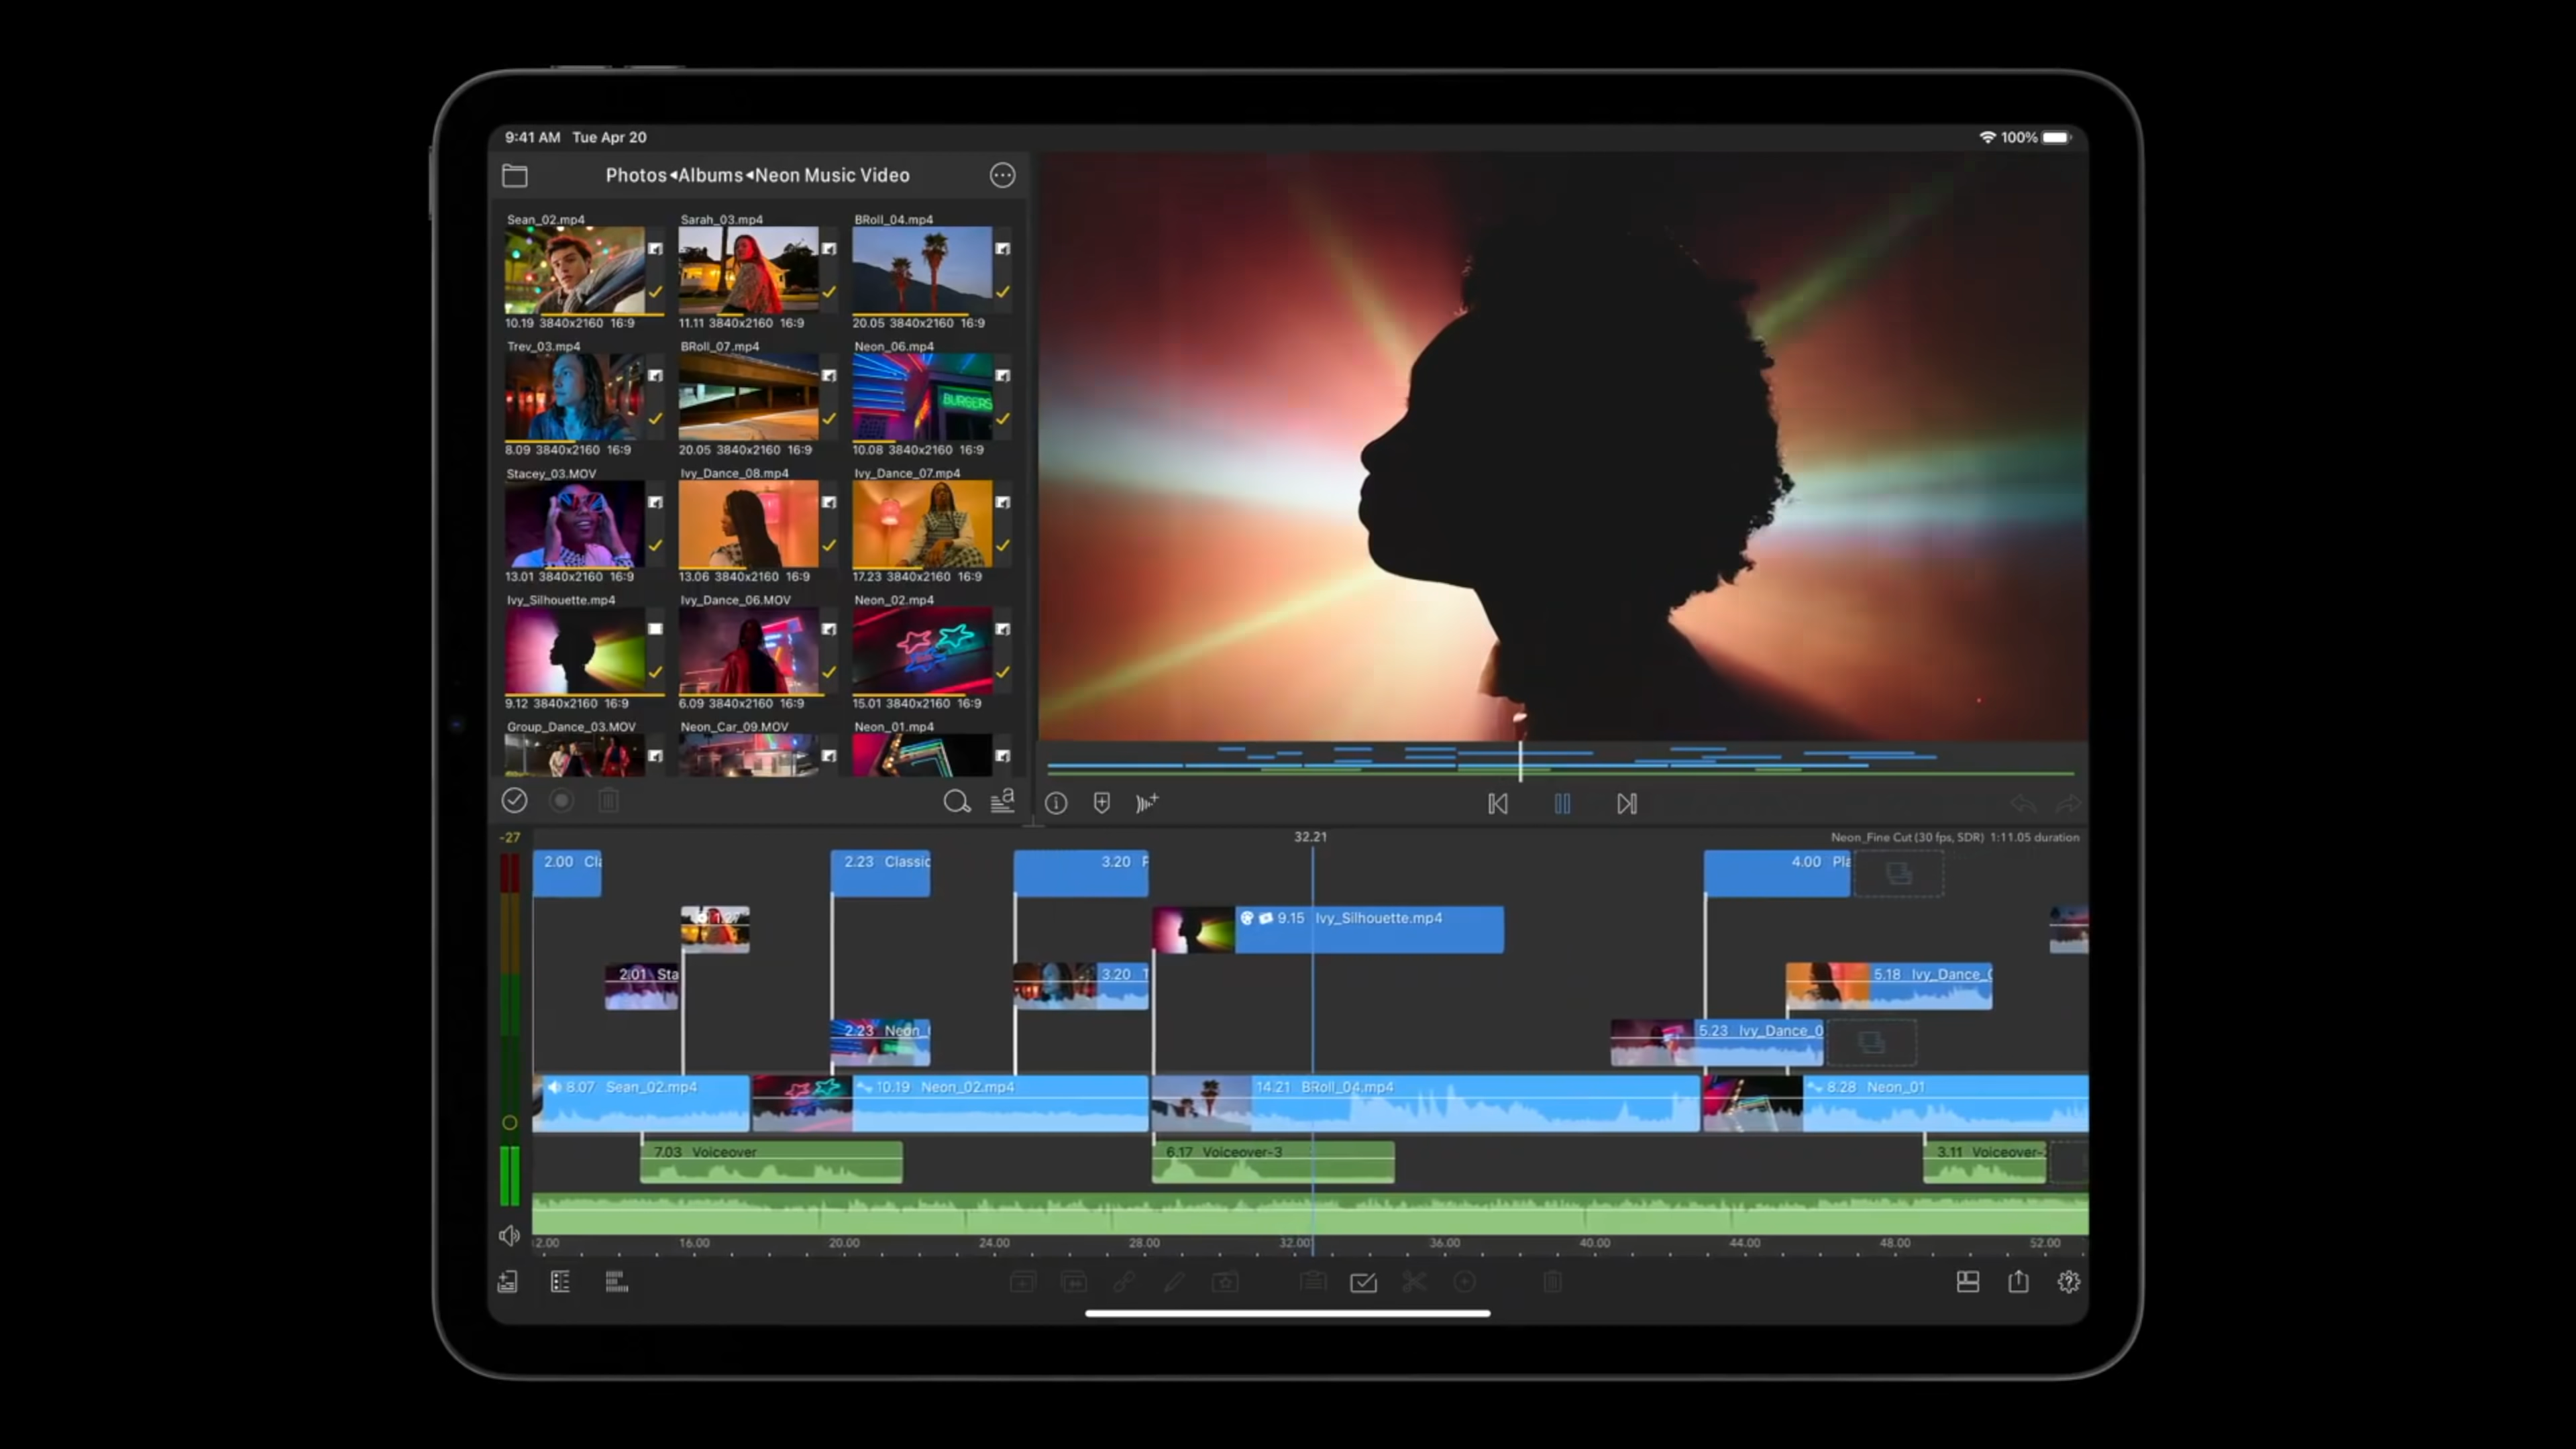 9:41 AM Tue Apr 20
100%
Photos◂Albums◂Neon Music Video
Sean_02.mp4 Sarah_03.mp4 BRoll_04.mp4
10.19 3840x2160 16:9 11.11 3840x2160 16:9 20.05 3840x2160 16:9
Trev_03.mp4 BRoll_07.mp4 Neon_06.mp4
BURGERS
8.09 3840x2160 16:9 20.05 3840x2160 16:9 10.08 3840x2160 16:9
Stacey_03.MOV Ivy_Dance_08.mp4 Ivy_Dance_07.mp4
13.01 3840x2160 16:9 13.06 3840x2160 16:9 17.23 3840x2160 16:9
Ivy_Silhouette.mp4 Ivy_Dance_06.MOV Neon_02.mp4
9.12 3840x2160 16:9 6.09 3840x2160 16:9 15.01 3840x2160 16:9
Group_Dance_03.MOV Neon_Car_09.MOV Neon_01.mp4
-27
32.21
Neon_Fine Cut (30 fps, SDR) 1:11.05 duration
2.00 Cla 2.23 Classic 3.20 P 4.00 Pla
1.27 9.15 Ivy_Silhouette.mp4
2.01 Sta 3.20 T 5.18 Ivy_Dance_0
2.23 Neon_0 5.23 Ivy_Dance_0
8.07 Sean_02.mp4 10.19 Neon_02.mp4 14.21 BRoll_04.mp4 8.28 Neon_01
7.03 Voiceover 6.17 Voiceover-3 3.11 Voiceover-2
2.00 16.00 20.00 24.00 28.00 32.00 36.00 40.00 44.00 48.00 52.00